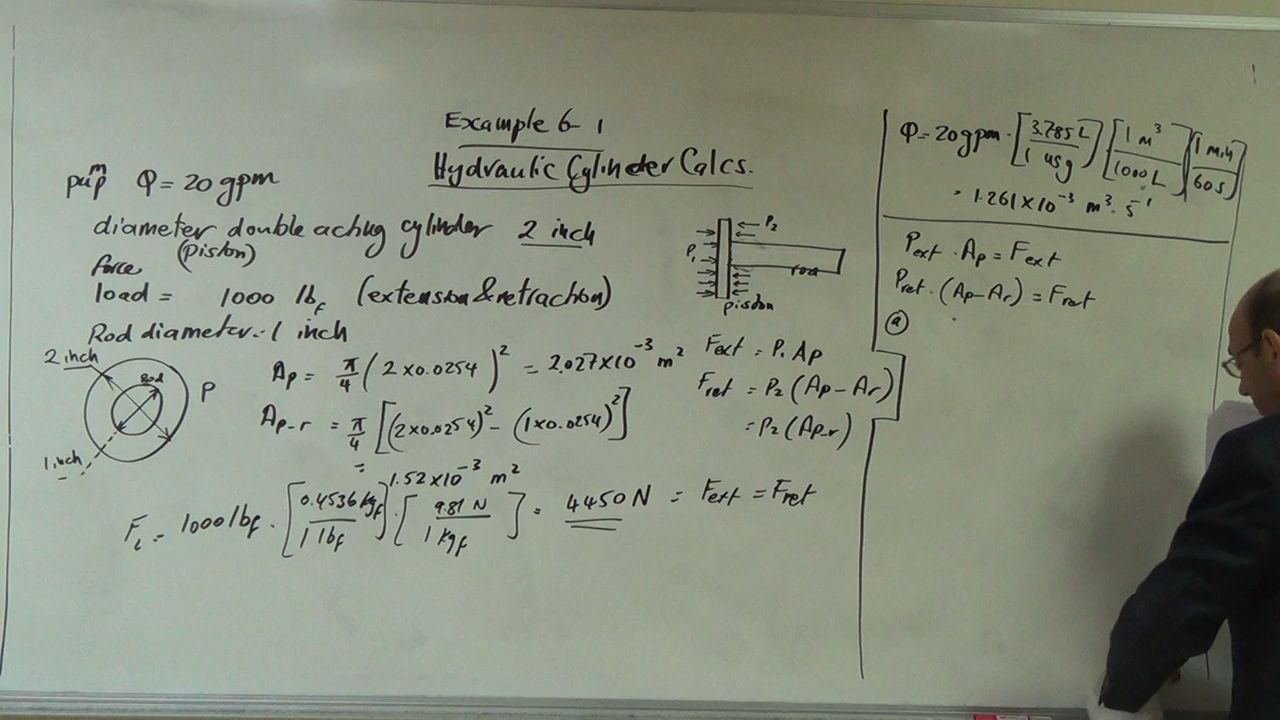 Example 6-1
Hydraulic Cylinder Calcs.
pump Q = 20 gpm
diameter double acting cylinder 2 inch
(piston)
force
load = 1000 lbf (extension & retraction)
Rod diameter - 1 inch
2 inch
Rod
P
1 inch
P1
P2
rod
piston
Ap = π/4 (2 x 0.0254)² = 2.027 x 10⁻³ m²
Ap-r = π/4 [(2x0.0254)² - (1x0.0254)²]
= 1.52 x 10⁻³ m²
Fext = P1 Ap
Fret = P2 (Ap - Ar)
= P2 (Ap-r)
FL = 1000 lbf . [0.4536 kgf / 1 lbf] . [9.81 N / 1 kgf] = 4450 N = Fext = Fret
Q = 20 gpm . [3.785 L / 1 usg] [1 m³ / 1000 L] [1 min / 60 s]
= 1.261 x 10⁻³ m³. s⁻¹
Pext . Ap = Fext
Pret . (Ap - Ar) = Fret
(a)